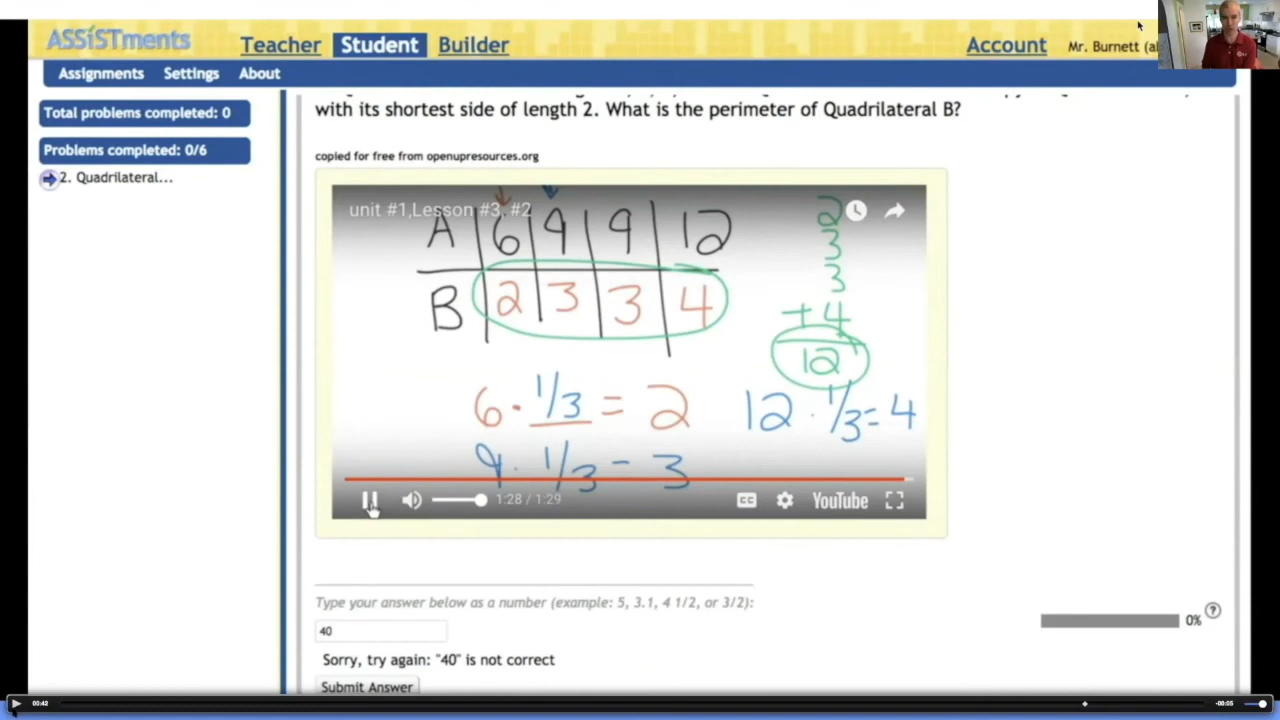 ASSiSTments
Teacher Student Builder
Account Mr. Burnett
Assignments Settings About
Total problems completed: 0
Problems completed: 0/6
2. Quadrilateral...
with its shortest side of length 2. What is the perimeter of Quadrilateral B?
copied for free from openupresources.org
unit #1,Lesson #3, #2
A 6 9 9 12
B 2 3 3 4
2
3
3
+ 4
12
6 · 1/3 = 2
12 · 1/3 = 4
9 · 1/3 = 3
1:28 / 1:29
CC YouTube
Type your answer below as a number (example: 5, 3.1, 4 1/2, or 3/2):
40
0% ?
Sorry, try again: "40" is not correct
Submit Answer
00:42 -00:05